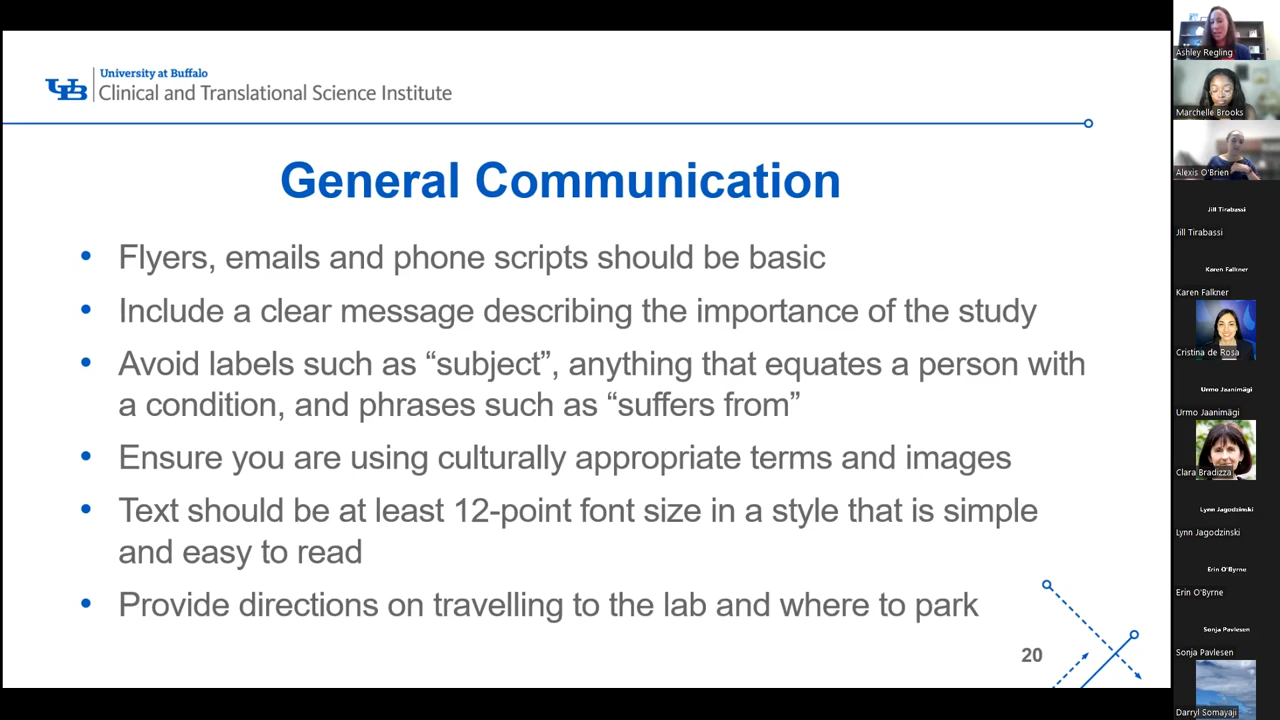 University at Buffalo
Clinical and Translational Science Institute
General Communication
• Flyers, emails and phone scripts should be basic
• Include a clear message describing the importance of the study
• Avoid labels such as “subject”, anything that equates a person with
a condition, and phrases such as “suffers from”
• Ensure you are using culturally appropriate terms and images
• Text should be at least 12-point font size in a style that is simple
and easy to read
• Provide directions on travelling to the lab and where to park
20
Ashley Regling
Marchelle Brooks
Alexis O'Brien
Jill Tirabassi
Jill Tirabassi
Karen Falkner
Karen Falkner
Cristina de Rosa
Urmo Jaanimägi
Urmo Jaanimägi
Clara Bradizza
Lynn Jagodzinski
Lynn Jagodzinski
Erin O'Byrne
Erin O'Byrne
Sonja Pavlesen
Sonja Pavlesen
Darryl Somayaji